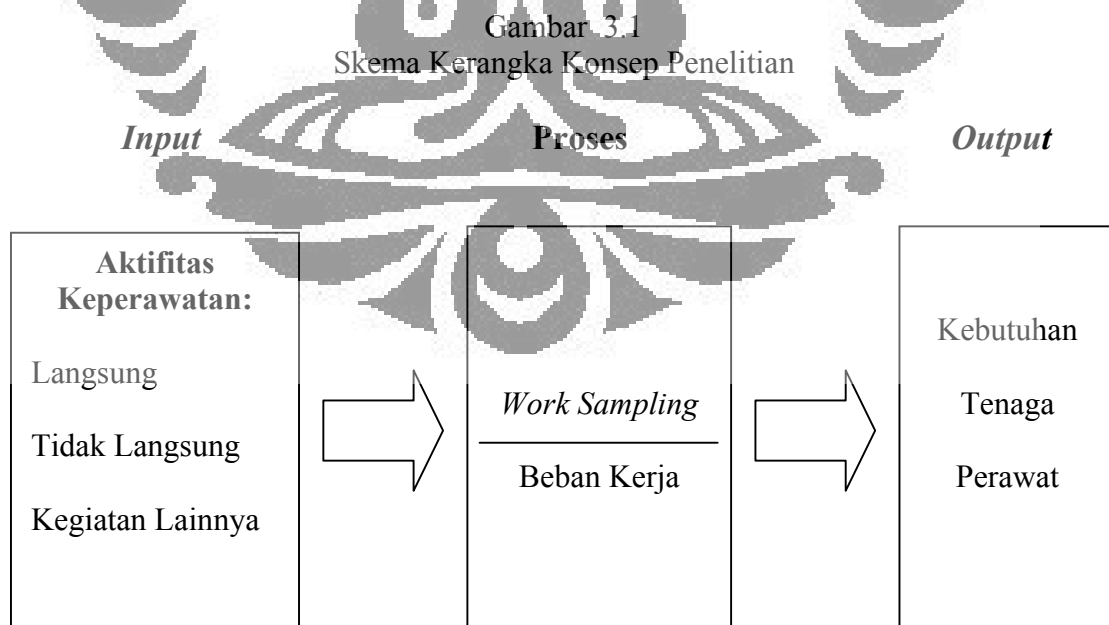 Gambar 3.1
Skema Kerangka Konsep Penelitian
Input
Proses
Output
Aktifitas
Keperawatan:
Langsung
Tidak Langsung
Kegiatan Lainnya
Work Sampling
Beban Kerja
Kebutuhan
Tenaga
Perawat